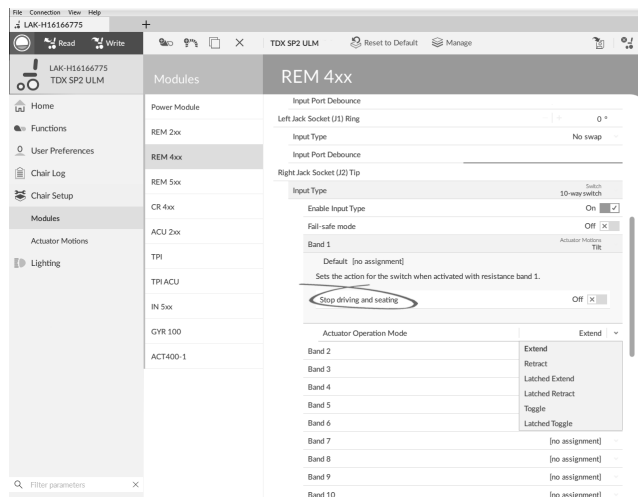 File Connection View Help
LAK-H16166775 +
Read Write TDX SP2 ULM Reset to Default Manage
LAK-H16166775
TDX SP2 ULM
Home
Functions
User Preferences
Chair Log
Chair Setup
Modules
Actuator Motions
Lighting
Filter parameters
Modules
Power Module
REM 2xx
REM 4xx
REM 5xx
CR 4xx
ACU 2xx
TPI
TPI ACU
IN 5xx
GYR 100
ACT400-1
REM 4xx
Input Port Debounce
Left Jack Socket (J1) Ring + 0 °
Input Type No swap
Input Port Debounce
Right Jack Socket (J2) Tip
Input Type Switch
10-way switch
Enable Input Type On
Fail-safe mode Off
Band 1 Actuator Motions
Tilt
Default [no assignment]
Sets the action for the switch when activated with resistance band 1.
Stop driving and seating Off
Actuator Operation Mode Extend
Extend
Retract
Latched Extend
Latched Retract
Toggle
Latched Toggle
Band 2
Band 3
Band 4
Band 5
Band 6
Band 7 [no assignment]
Band 8 [no assignment]
Band 9 [no assignment]
Band 10 [no assignment]